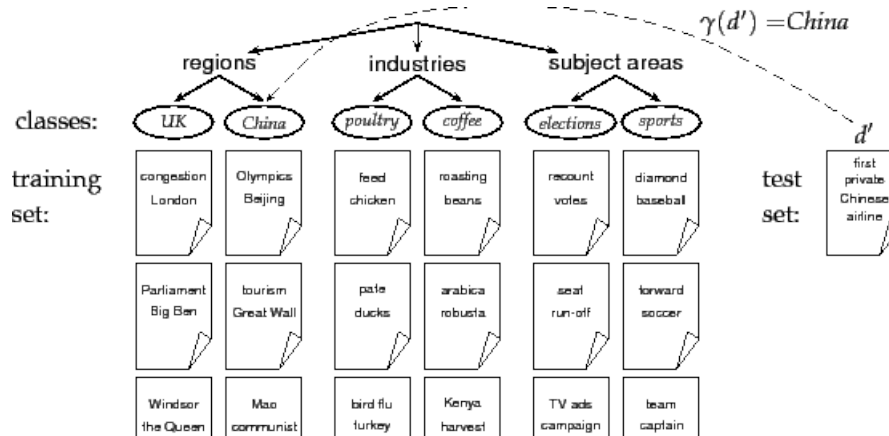 γ(d′) =China
regions industries subject areas
classes: UK China poultry coffee elections sports
d′
training set:
congestion
London
Olympics
Beijing
feed
chicken
roasting
beans
recount
votes
diamond
baseball
test set:
first
private
Chinese
airline
Parliament
Big Ben
tourism
Great Wall
pate
ducks
arabica
robusta
seat
run-off
forward
soccer
Windsor
the Queen
Mao
communist
bird flu
turkey
Kenya
harvest
TV ads
campaign
team
captain